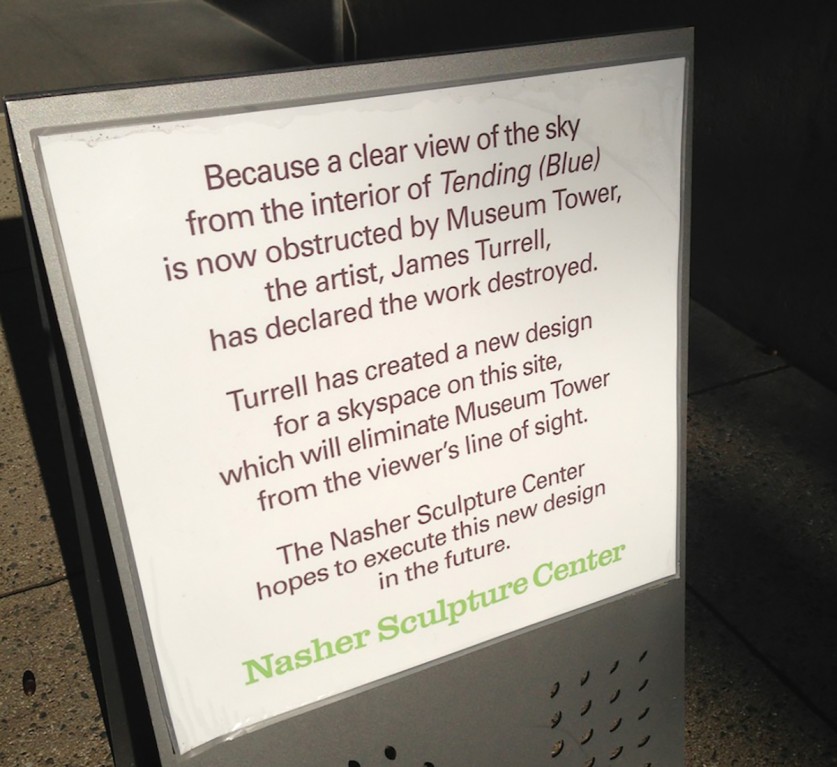 Because a clear view of the sky
from the interior of Tending (Blue)
is now obstructed by Museum Tower,
the artist, James Turrell,
has declared the work destroyed.
Turrell has created a new design
for a skyspace on this site,
which will eliminate Museum Tower
from the viewer's line of sight.
The Nasher Sculpture Center
hopes to execute this new design
in the future.
Nasher Sculpture Center